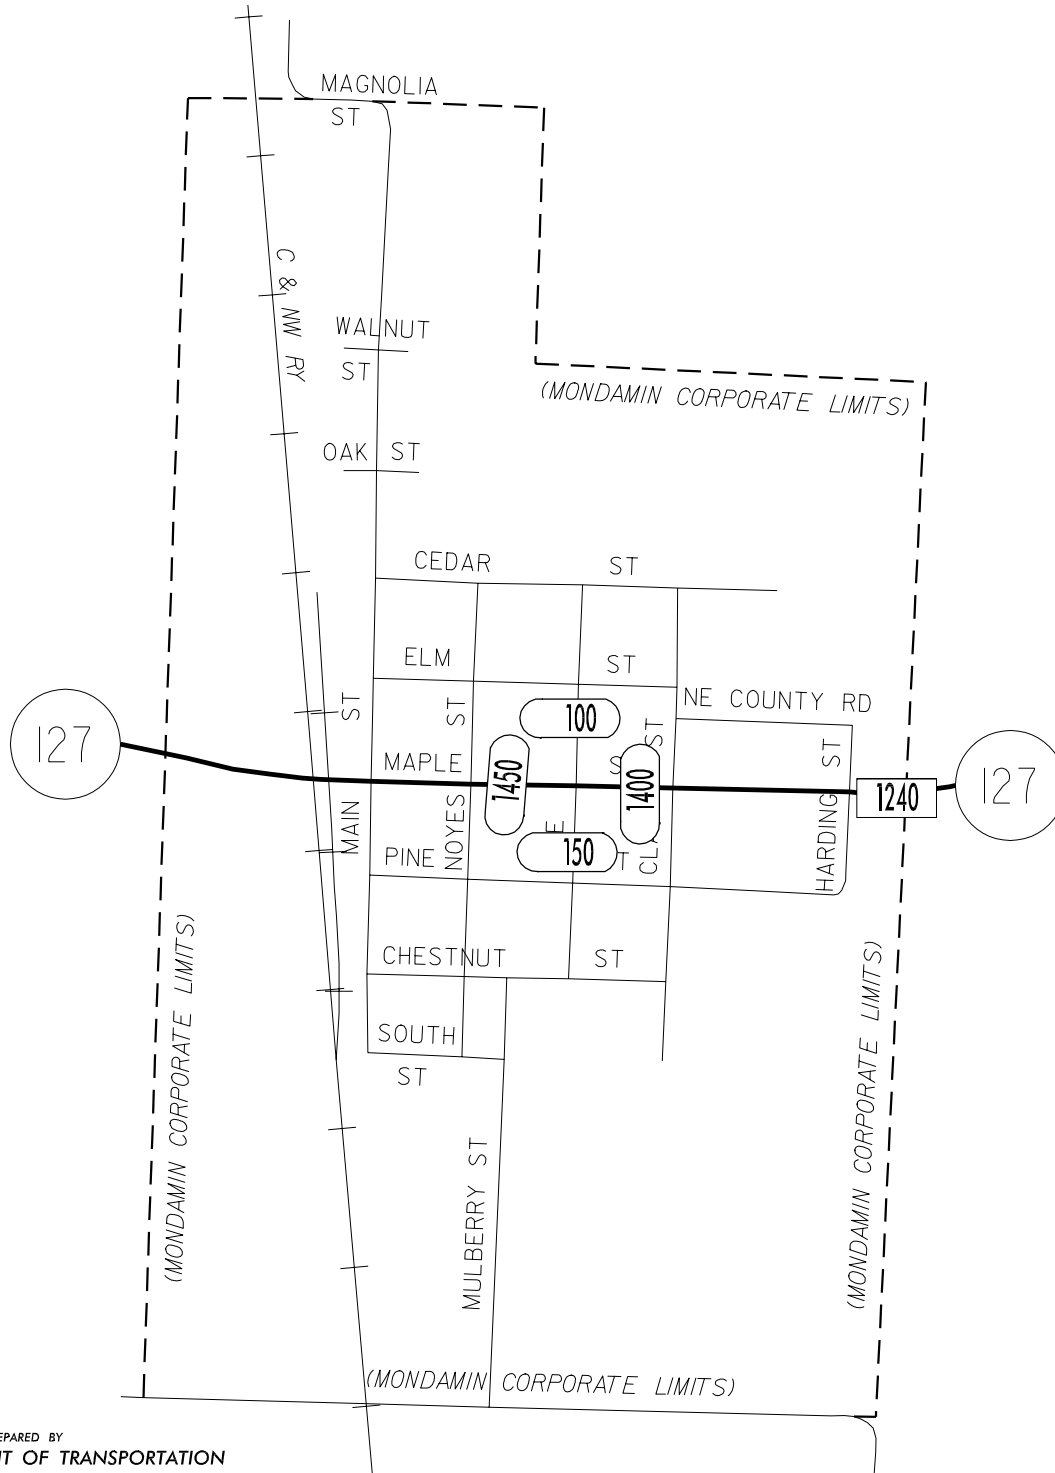 MAGNOLIA
ST
C & NW RY
WALNUT
ST
(MONDAMIN CORPORATE LIMITS)
OAK ST
CEDAR ST
ELM ST
NE COUNTY RD
ST
ST
ST
ST
100
127
MAPLE
1450
1400
1240
127
MAIN
NOYES
HARDING
PINE
150
CHESTNUT ST
(MONDAMIN CORPORATE LIMITS)
(MONDAMIN CORPORATE LIMITS)
SOUTH
ST
MULBERRY ST
(MONDAMIN CORPORATE LIMITS)
OF TRANSPORTATION
BY